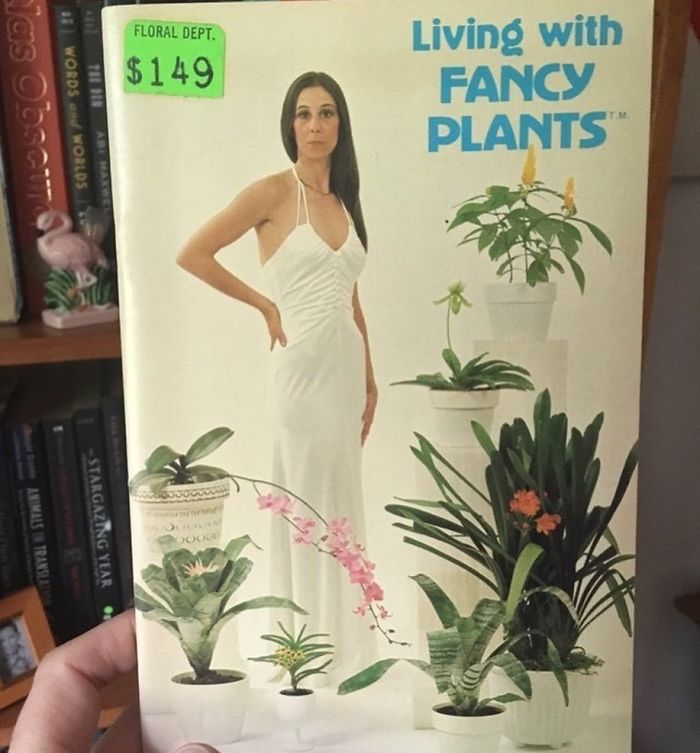 FLORAL DEPT.
$149
Living with
FANCY
PLANTS T.M.
WORDS and WORLDS
STARGAZING YEAR